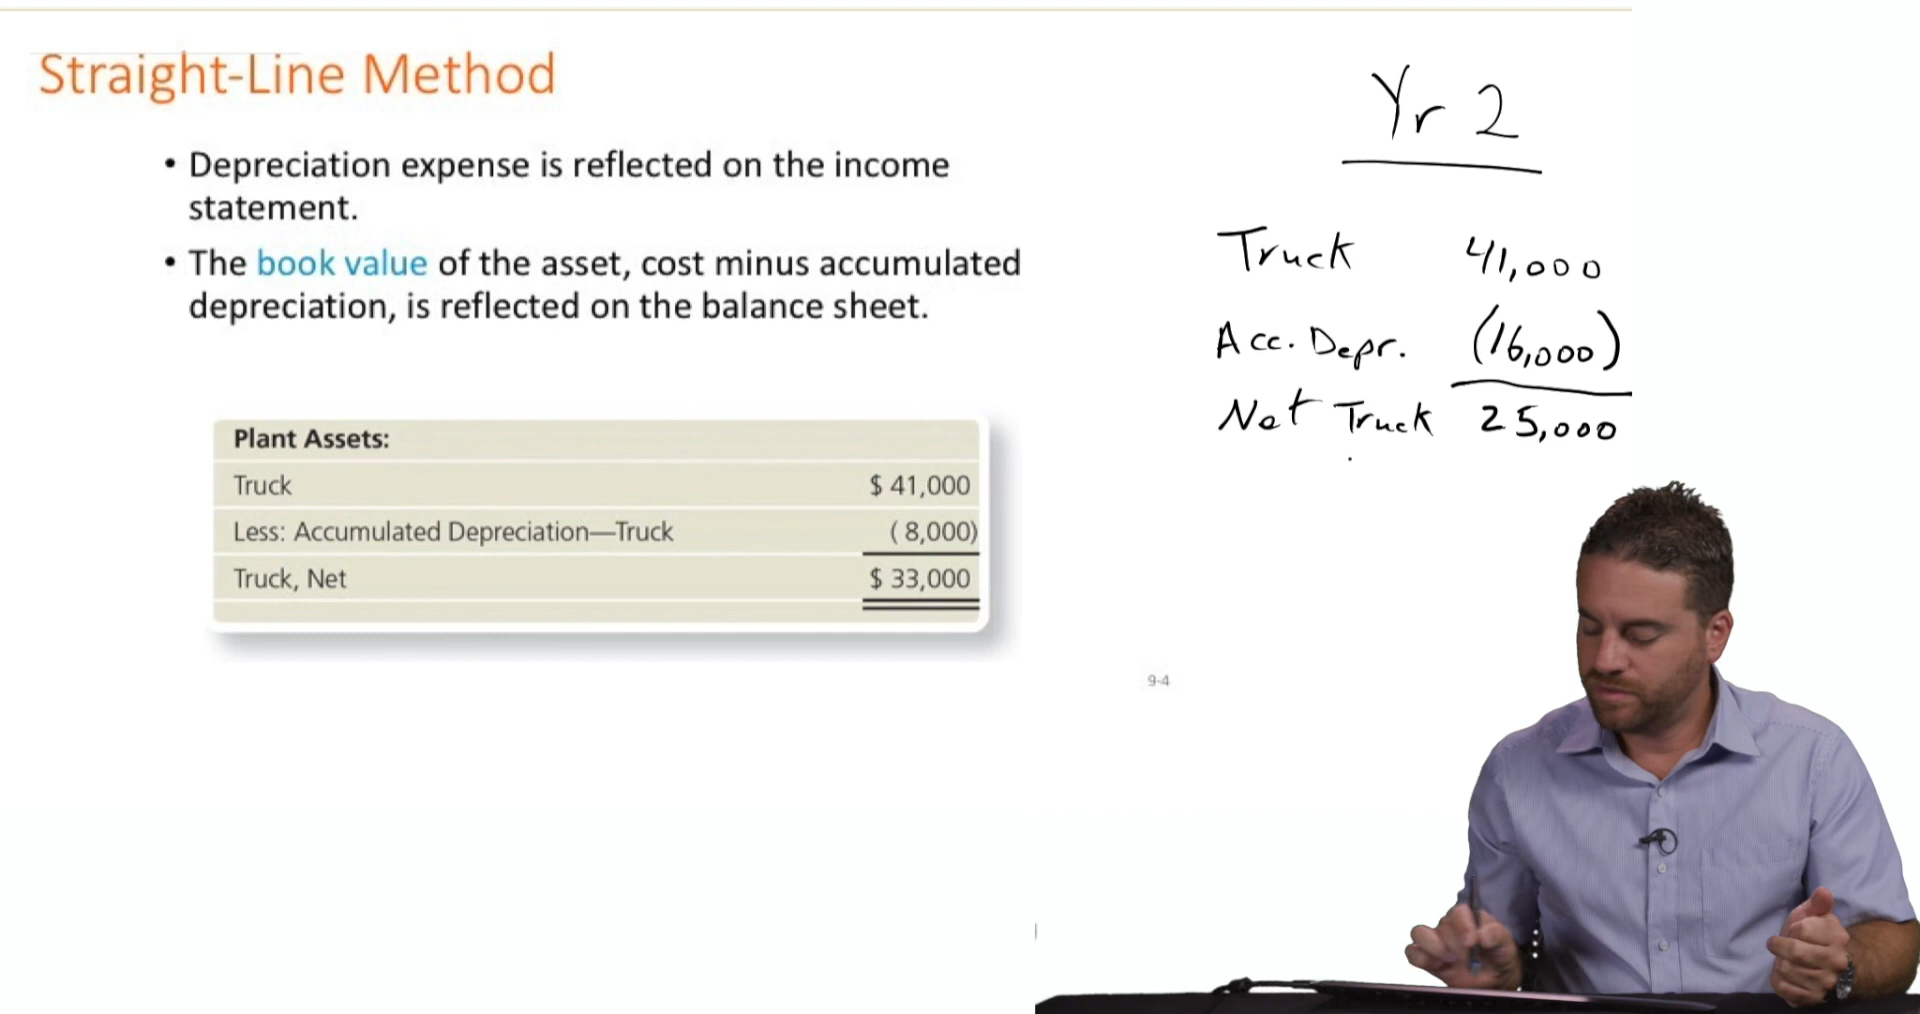 Straight-Line Method
• Depreciation expense is reflected on the income
statement.
• The book value of the asset, cost minus accumulated
depreciation, is reflected on the balance sheet.
Plant Assets:
Truck $ 41,000
Less: Accumulated Depreciation—Truck ( 8,000)
Truck, Net $ 33,000
9-4
Yr 2
Truck 41,000
Acc. Depr. (16,000)
Net Truck 25,000